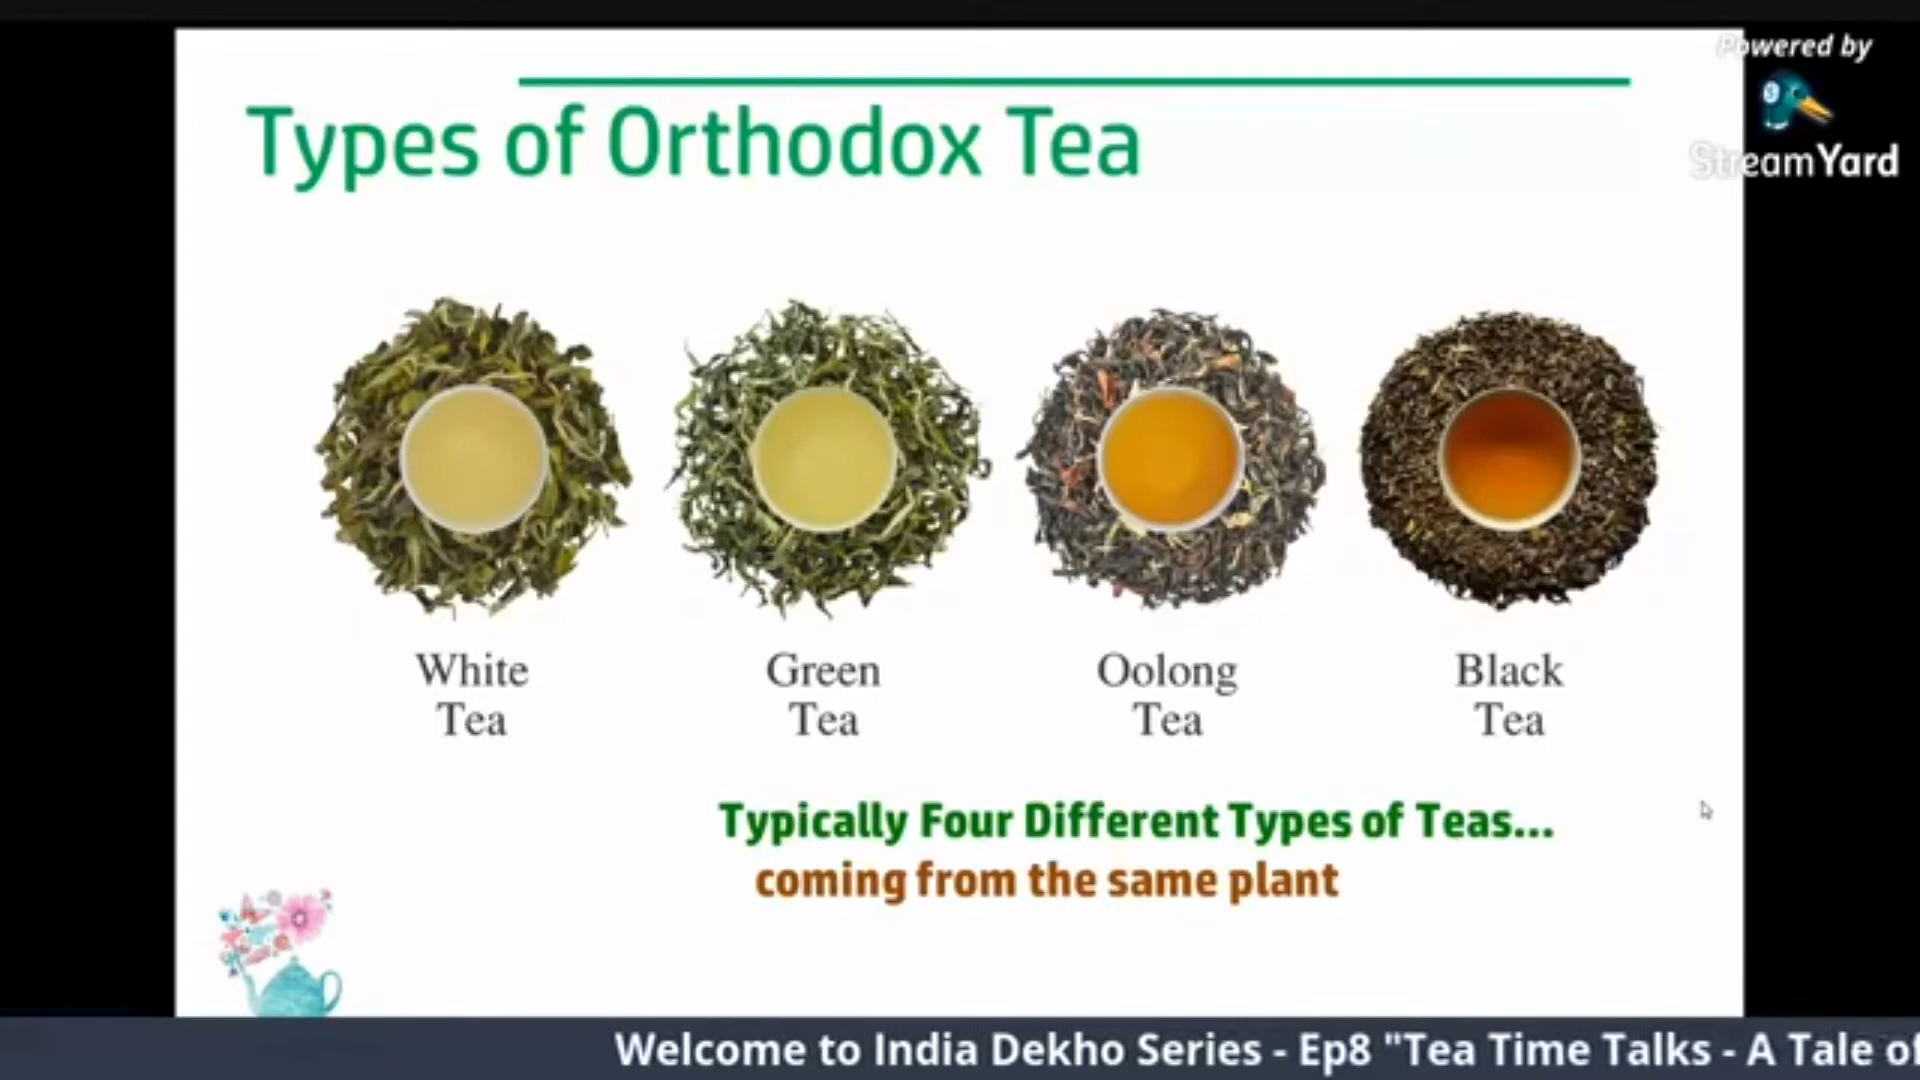 Powered by
StreamYard
Types of Orthodox Tea
White
Tea
Green
Tea
Oolong
Tea
Black
Tea
Typically Four Different Types of Teas...
coming from the same plant
Welcome to India Dekho Series - Ep8 "Tea Time Talks - A Tale of